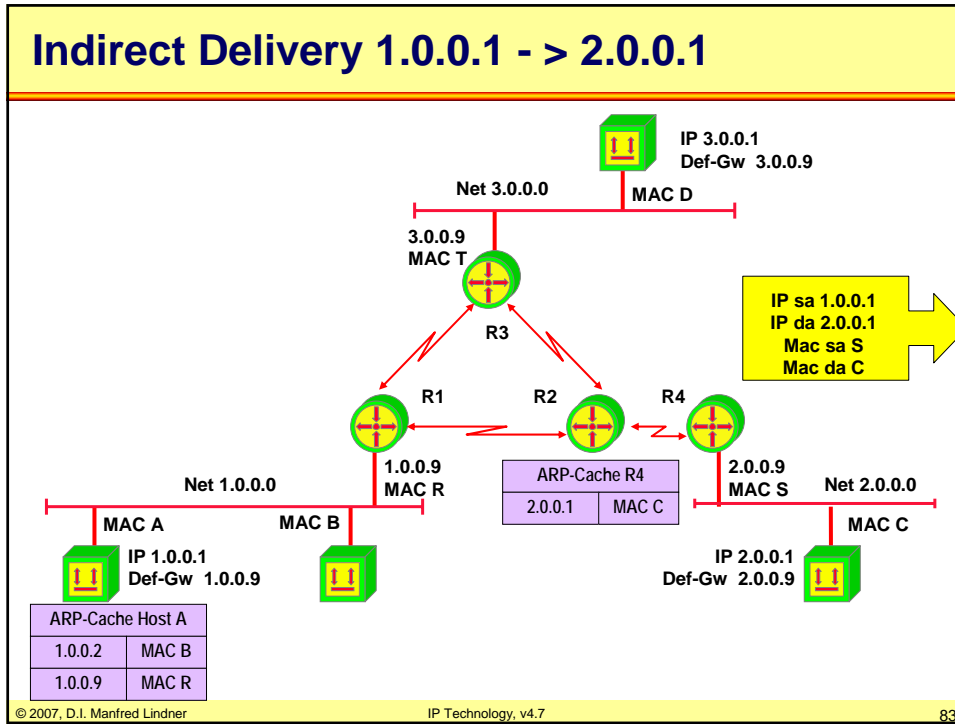 Indirect Delivery 1.0.0.1 - > 2.0.0.1
IP 3.0.0.1
Def-Gw 3.0.0.9
Net 3.0.0.0
MAC D
3.0.0.9
MAC T
IP sa 1.0.0.1
IP da 2.0.0.1
Mac sa S
Mac da C
R3
R1
R2
R4
1.0.0.9
MAC R
ARP-Cache R4
2.0.0.1 MAC C
2.0.0.9
MAC S
Net 1.0.0.0
Net 2.0.0.0
MAC A
MAC B
MAC C
IP 1.0.0.1
Def-Gw 1.0.0.9
IP 2.0.0.1
Def-Gw 2.0.0.9
ARP-Cache Host A
1.0.0.2 MAC B
1.0.0.9 MAC R
© 2007, D.I. Manfred Lindner
IP Technology, v4.7
83